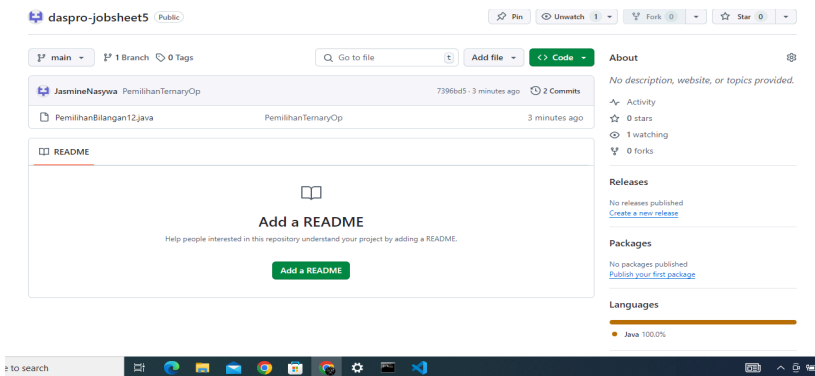 daspro-jobsheet5 Public Pin Unwatch 1 Fork 0 Star 0
main 1 Branch 0 Tags Go to file t Add file <> Code
JasmineNasywa PemilihanTernaryOp 7396bd5 · 3 minutes ago 2 Commits
PemilihanBilangan12.java PemilihanTernaryOp 3 minutes ago
README
Add a README
Help people interested in this repository understand your project by adding a README.
Add a README
About
No description, website, or topics provided.
Activity
0 stars
1 watching
0 forks
Releases
No releases published
Create a new release
Packages
No packages published
Publish your first package
Languages
Java 100.0%
to search